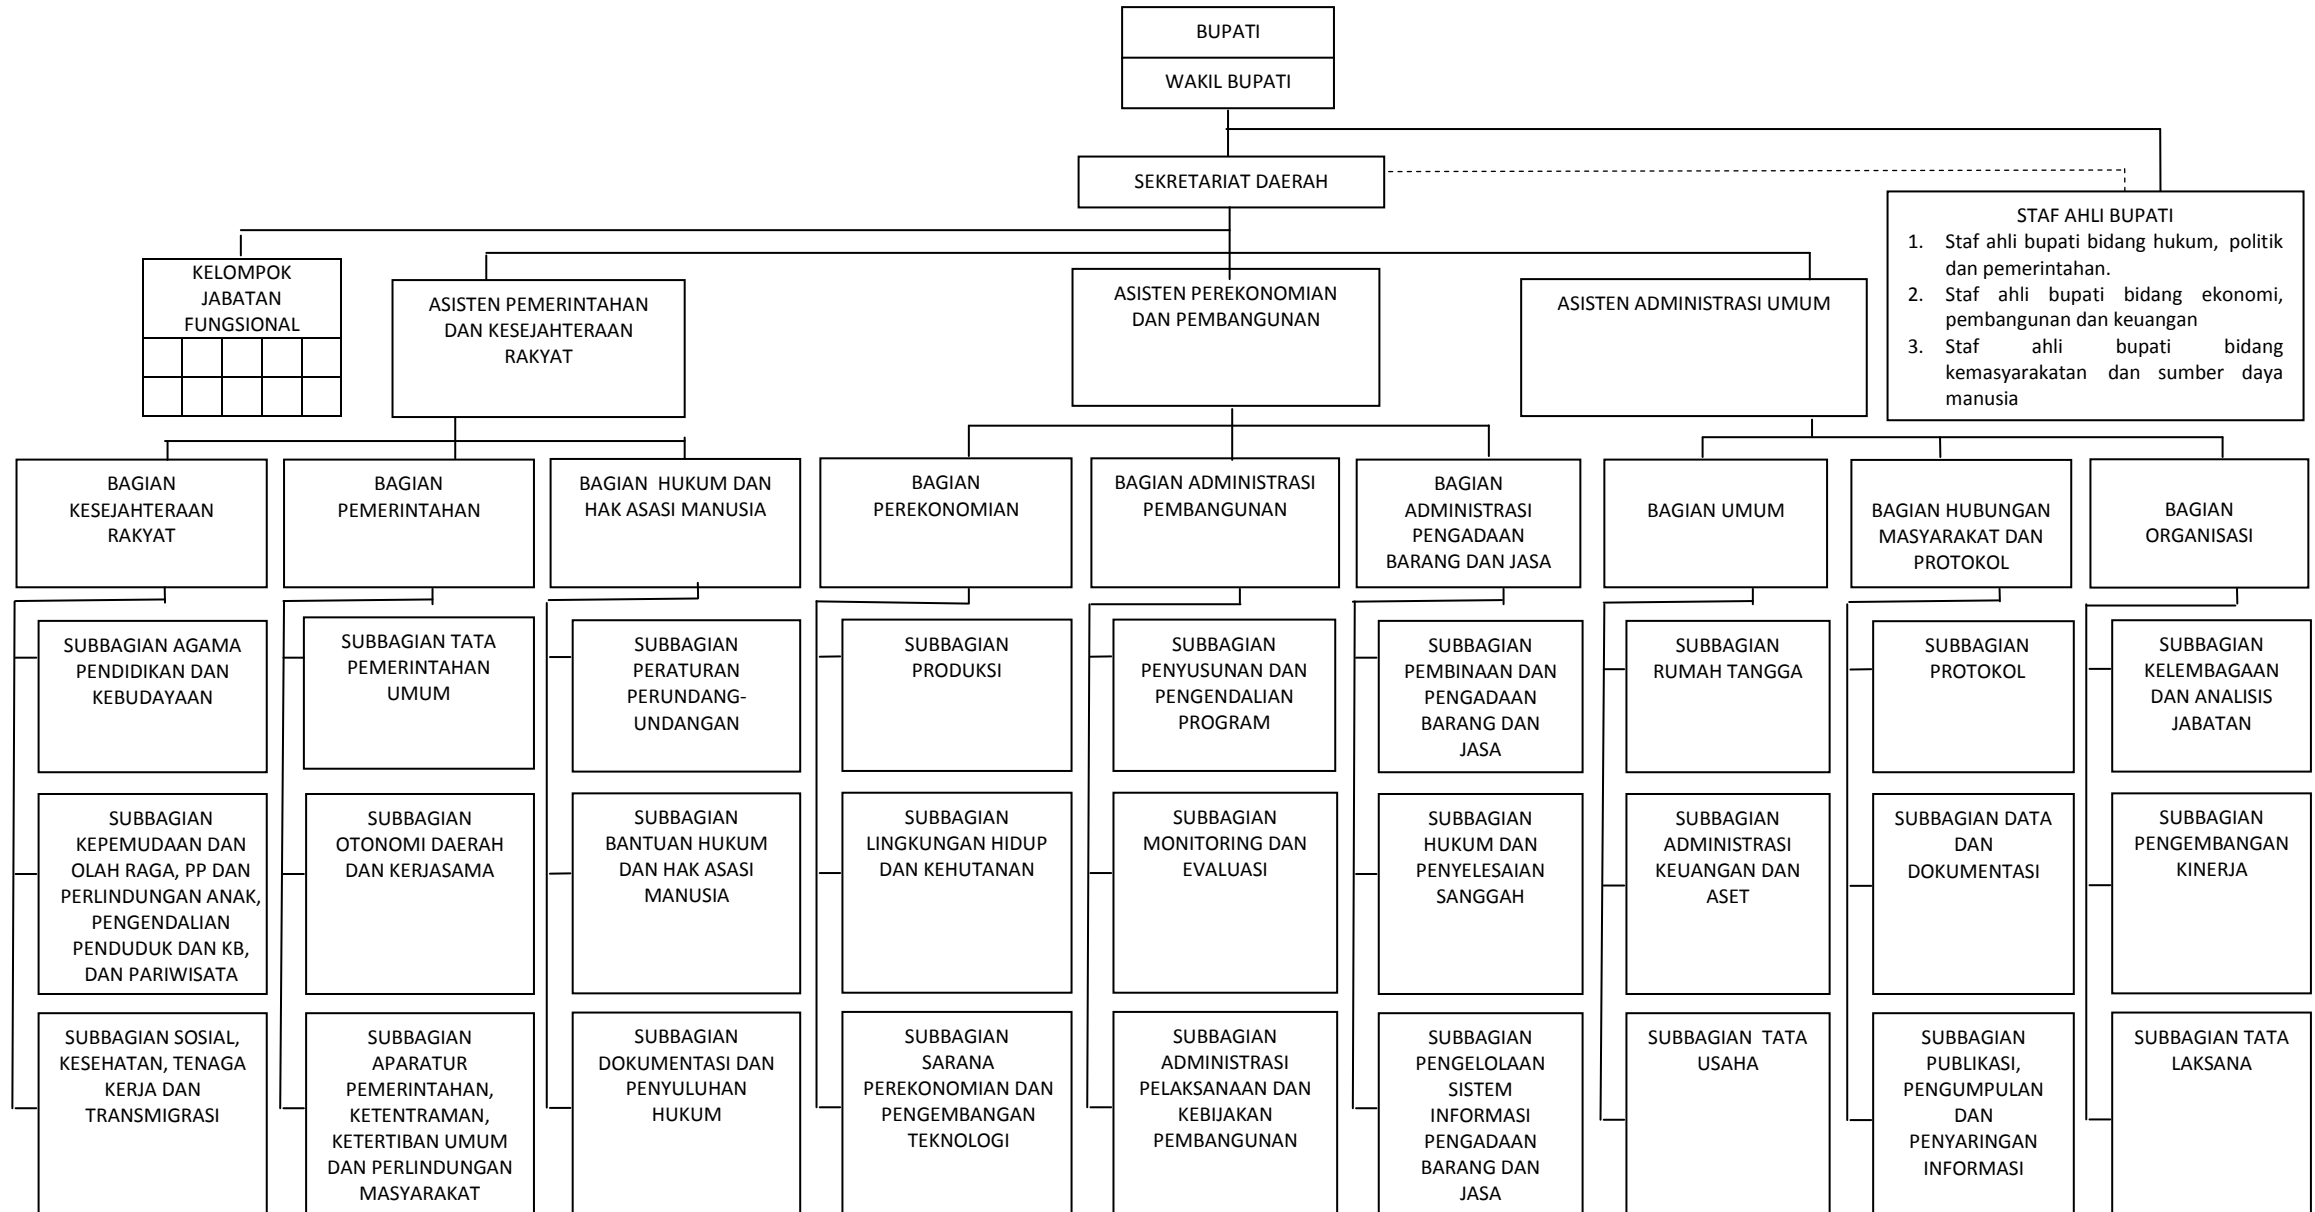 BUPATI
WAKIL BUPATI
SEKRETARIAT DAERAH
STAF AHLI BUPATI
1. Staf ahli bupati bidang hukum, politik
dan pemerintahan.
2. Staf ahli bupati bidang ekonomi,
pembangunan dan keuangan
3. Staf ahli bupati bidang
kemasyarakatan dan sumber daya
manusia
KELOMPOK
JABATAN
FUNGSIONAL
ASISTEN PEMERINTAHAN
DAN KESEJAHTERAAN
RAKYAT
ASISTEN PEREKONOMIAN
DAN PEMBANGUNAN
ASISTEN ADMINISTRASI UMUM
BAGIAN
KESEJAHTERAAN
RAKYAT
BAGIAN
PEMERINTAHAN
BAGIAN HUKUM DAN
HAK ASASI MANUSIA
BAGIAN
PEREKONOMIAN
BAGIAN ADMINISTRASI
PEMBANGUNAN
BAGIAN
ADMINISTRASI
PENGADAAN
BARANG DAN JASA
BAGIAN UMUM
BAGIAN HUBUNGAN
MASYARAKAT DAN
PROTOKOL
BAGIAN
ORGANISASI
SUBBAGIAN AGAMA
PENDIDIKAN DAN
KEBUDAYAAN
SUBBAGIAN TATA
PEMERINTAHAN
UMUM
SUBBAGIAN
PERATURAN
PERUNDANG-
UNDANGAN
SUBBAGIAN
PRODUKSI
SUBBAGIAN
PENYUSUNAN DAN
PENGENDALIAN
PROGRAM
SUBBAGIAN
PEMBINAAN DAN
PENGADAAN
BARANG DAN
JASA
SUBBAGIAN
RUMAH TANGGA
SUBBAGIAN
PROTOKOL
SUBBAGIAN
KELEMBAGAAN
DAN ANALISIS
JABATAN
SUBBAGIAN
KEPEMUDAAN DAN
OLAH RAGA, PP DAN
PERLINDUNGAN ANAK,
PENGENDALIAN
PENDUDUK DAN KB,
DAN PARIWISATA
SUBBAGIAN
OTONOMI DAERAH
DAN KERJASAMA
SUBBAGIAN
BANTUAN HUKUM
DAN HAK ASASI
MANUSIA
SUBBAGIAN
LINGKUNGAN HIDUP
DAN KEHUTANAN
SUBBAGIAN
MONITORING DAN
EVALUASI
SUBBAGIAN
HUKUM DAN
PENYELESAIAN
SANGGAH
SUBBAGIAN
ADMINISTRASI
KEUANGAN DAN
ASET
SUBBAGIAN DATA
DAN
DOKUMENTASI
SUBBAGIAN
PENGEMBANGAN
KINERJA
SUBBAGIAN SOSIAL,
KESEHATAN, TENAGA
KERJA DAN
TRANSMIGRASI
SUBBAGIAN
APARATUR
PEMERINTAHAN,
KETENTRAMAN,
KETERTIBAN UMUM
DAN PERLINDUNGAN
MASYARAKAT
SUBBAGIAN
DOKUMENTASI DAN
PENYULUHAN
HUKUM
SUBBAGIAN
SARANA
PEREKONOMIAN DAN
PENGEMBANGAN
TEKNOLOGI
SUBBAGIAN
ADMINISTRASI
PELAKSANAAN DAN
KEBIJAKAN
PEMBANGUNAN
SUBBAGIAN
PENGELOLAAN
SISTEM
INFORMASI
PENGADAAN
BARANG DAN
JASA
SUBBAGIAN TATA
USAHA
SUBBAGIAN
PUBLIKASI,
PENGUMPULAN
DAN
PENYARINGAN
INFORMASI
SUBBAGIAN TATA
LAKSANA